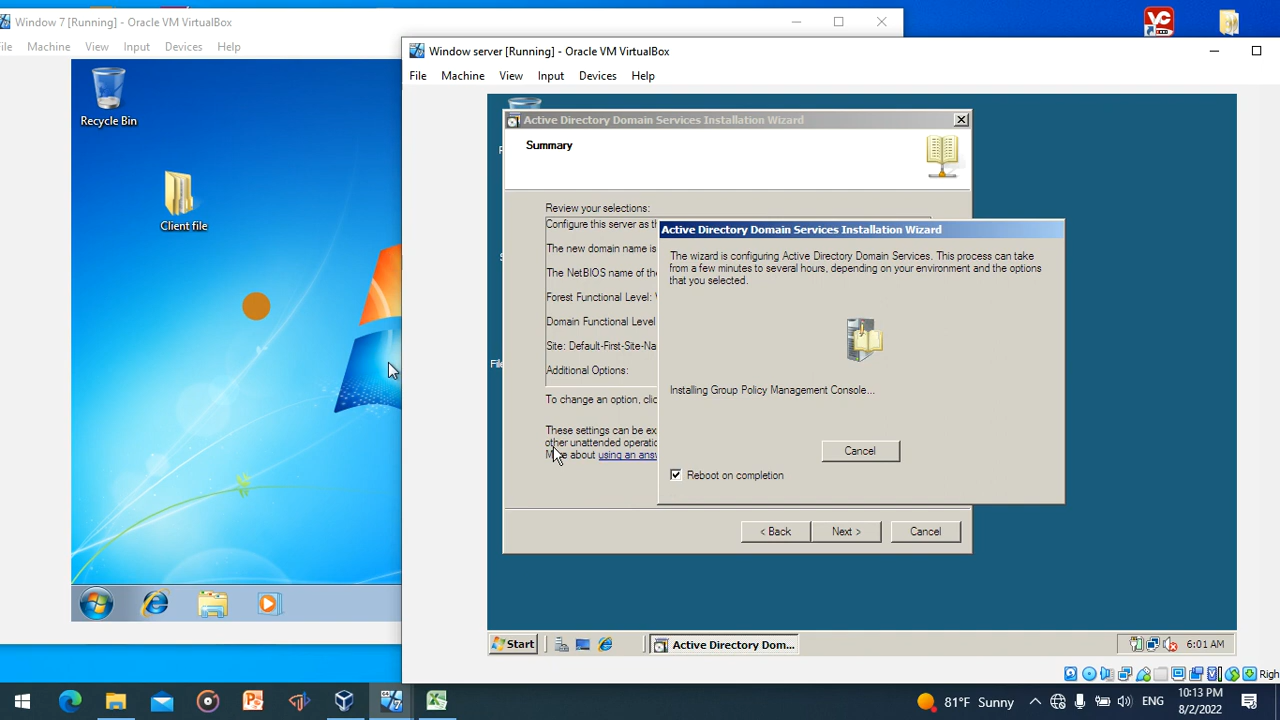 Window 7 [Running] - Oracle VM VirtualBox
File Machine View Input Devices Help
Recycle Bin
Client file
Window server [Running] - Oracle VM VirtualBox
File Machine View Input Devices Help
Active Directory Domain Services Installation Wizard
Summary
Review your selections:
Configure this server as
The new domain name is
The NetBIOS name of the
Forest Functional Level:
Domain Functional Level
Site: Default-First-Site-Na
Additional Options:
To change an option, clic
These settings can be ex
other unattended operatio
More about using an ans
< Back Next > Cancel
Active Directory Domain Services Installation Wizard
The wizard is configuring Active Directory Domain Services. This process can take
from a few minutes to several hours, depending on your environment and the options
that you selected.
Installing Group Policy Management Console...
Cancel
Reboot on completion
Start Active Directory Dom... 6:01 AM
Righ
81°F Sunny ENG 10:13 PM
8/2/2022